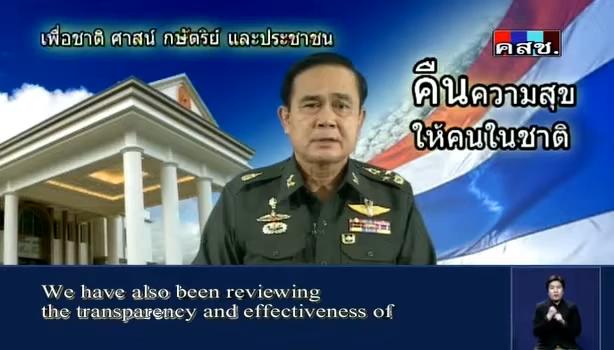 เพื่อชาติ ศาสน์ กษัตริย์ และประชาชน
คสช.
คืนความสุข
ให้คนในชาติ
We have also been reviewing
the transparency and effectiveness of